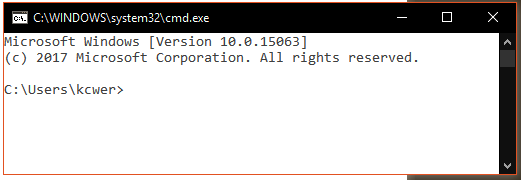 C:\WINDOWS\system32\cmd.exe
Microsoft Windows [Version 10.0.15063]
(c) 2017 Microsoft Corporation. All rights reserved.
C:\Users\kcwer>